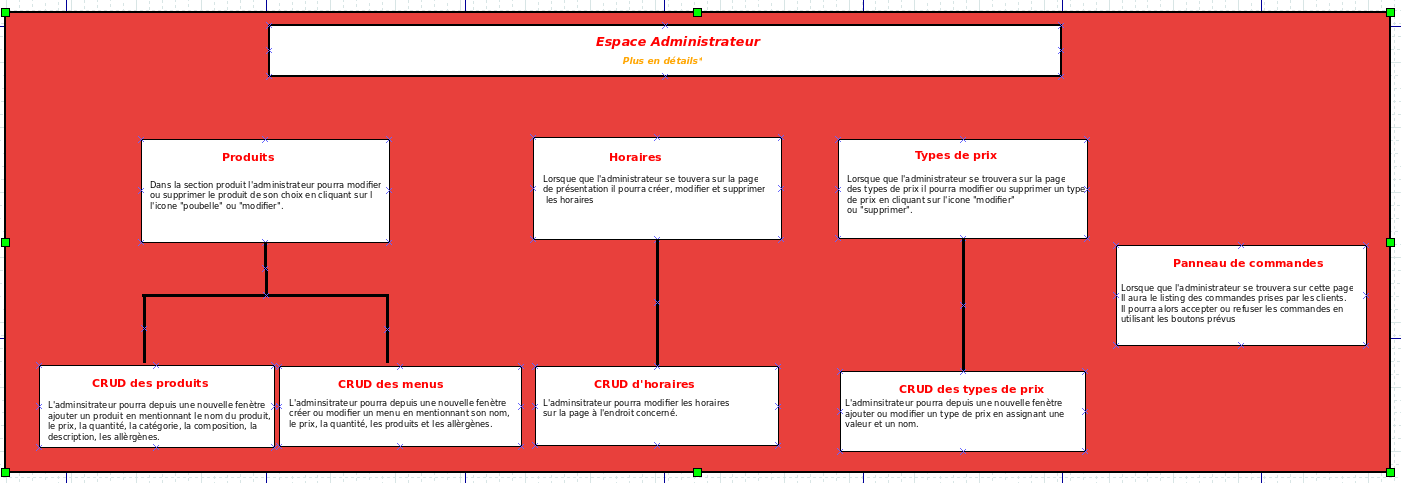 Espace Administrateur
Plus en détails*
Produits
Dans la section produit l'administrateur pourra modifier
ou supprimer le produit de son choix en cliquant sur l
l'icone "poubelle" ou "modifier".
Horaires
Lorsque que l'administrateur se touvera sur la page
de présentation il pourra créer, modifier et supprimer
les horaires
Types de prix
Lorsque que l'administrateur se trouvera sur la page
des types de prix il pourra modifier ou supprimer un type
de prix en cliquant sur l'icone "modifier"
ou "supprimer".
Panneau de commandes
Lorsque que l'administrateur se trouvera sur cette page
Il aura le listing des commandes prises par les clients.
Il pourra alors accepter ou refuser les commandes en
utilisant les boutons prévus
CRUD des produits
L'adminsitrateur pourra depuis une nouvelle fenètre
ajouter un produit en mentionnant le nom du produit,
le prix, la quantité, la catégorie, la composition, la
description, les allèrgènes.
CRUD des menus
L'adminsitrateur pourra depuis une nouvelle fenètre
créer ou modifier un menu en mentionnant son nom,
le prix, la quantité, les produits et les allèrgènes.
CRUD d'horaires
L'adminsitrateur pourra modifier les horaires
sur la page à l'endroit concerné.
CRUD des types de prix
L'adminsitrateur pourra depuis une nouvelle fenètre
ajouter ou modifier un type de prix en assignant une
valeur et un nom.